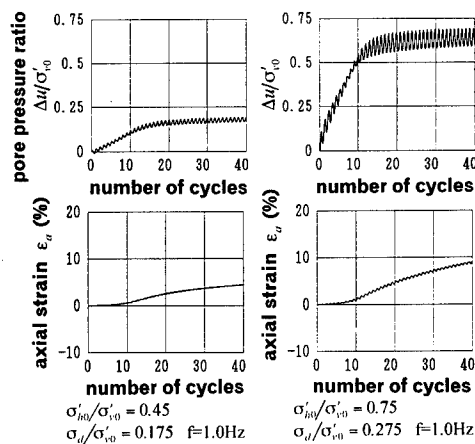 pore pressure ratio
Δu/σ′v0
1
0.75
0.5
0.25
0
0 10 20 30 40
number of cycles
Δu/σ′v0
1
0.75
0.5
0.25
0
0 10 20 30 40
number of cycles
axial strain εa (%)
20
10
0
-10
0 10 20 30 40
number of cycles
σ′h0/σ′v0 = 0.45
σd/σ′v0 = 0.175 f=1.0Hz
axial strain εa (%)
20
10
0
-10
0 10 20 30 40
number of cycles
σ′h0/σ′v0 = 0.75
σd/σ′v0 = 0.275 f=1.0Hz